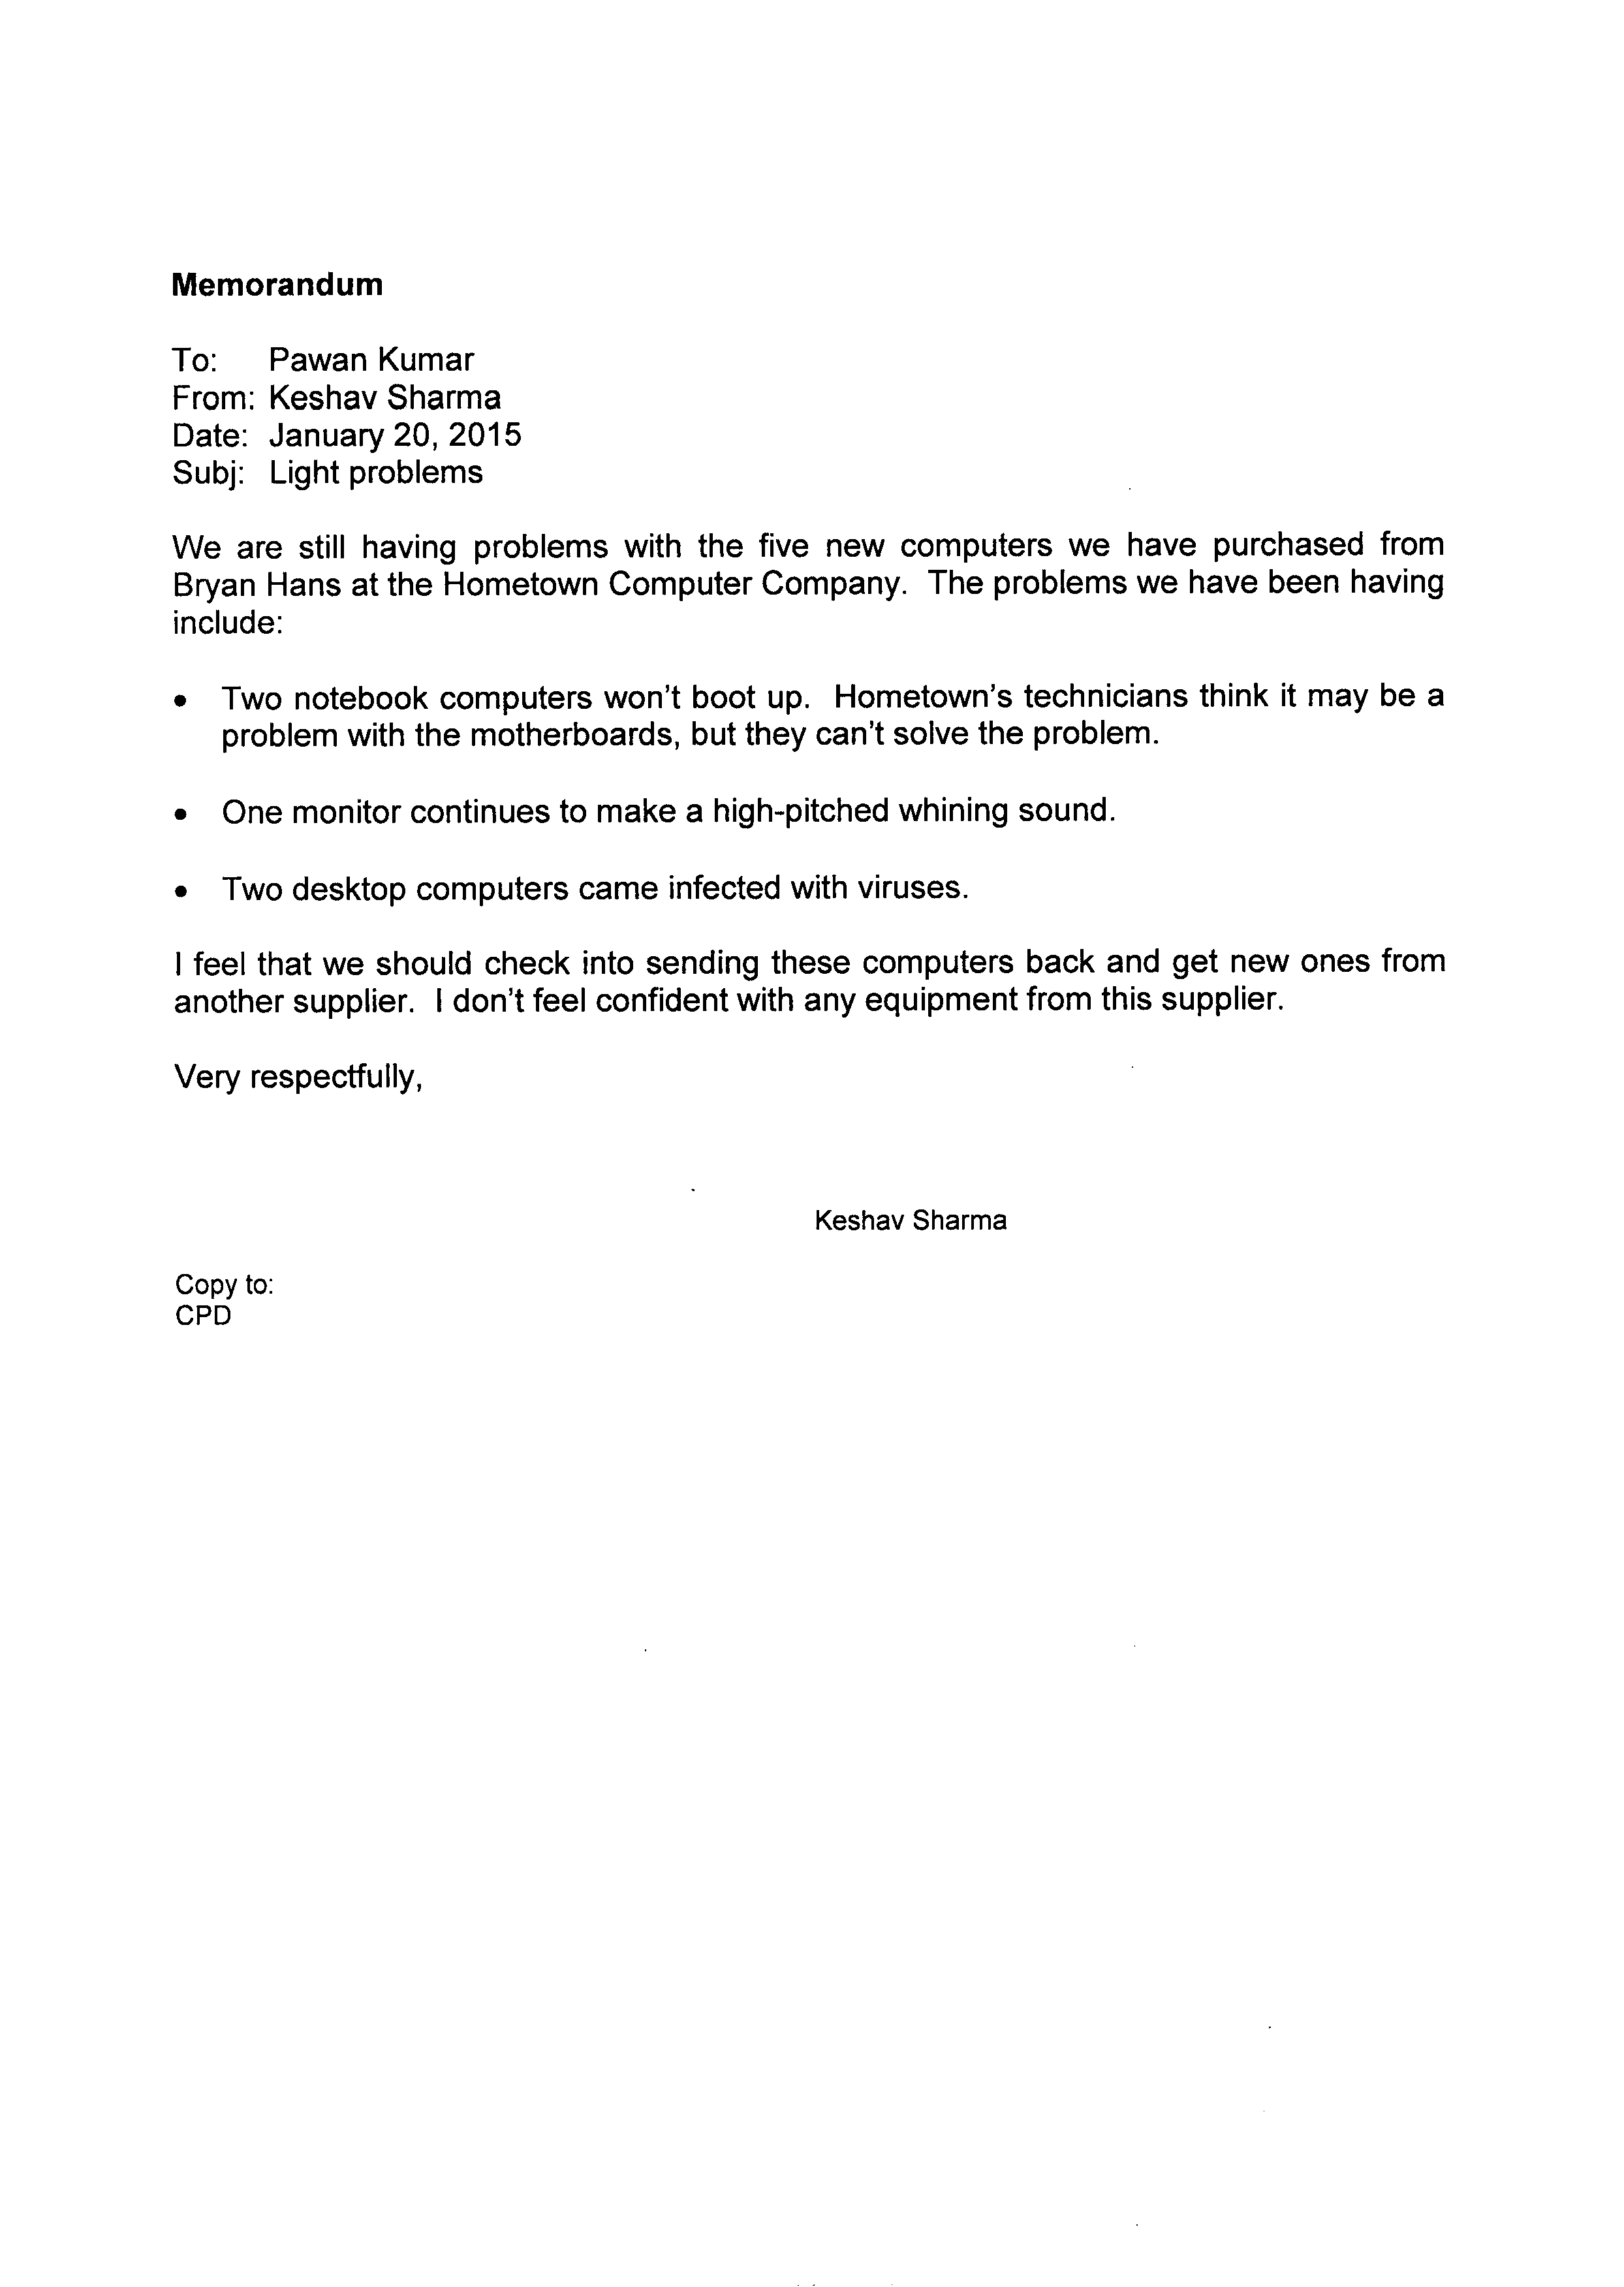 Memorandum
To: Pawan Kumar
From: Keshav Sharma
Date: January 20, 2015
Subj: Light problems
We are still having problems with the five new computers we have purchased from
Bryan Hans at the Hometown Computer Company. The problems we have been having
include:
• Two notebook computers won't boot up. Hometown's technicians think it may be a
problem with the motherboards, but they can't solve the problem.
• One monitor continues to make a high-pitched whining sound.
• Two desktop computers came infected with viruses.
I feel that we should check into sending these computers back and get new ones from
another supplier. I don't feel confident with any equipment from this supplier.
Very respectfully,
Keshav Sharma
Copy to:
CPD